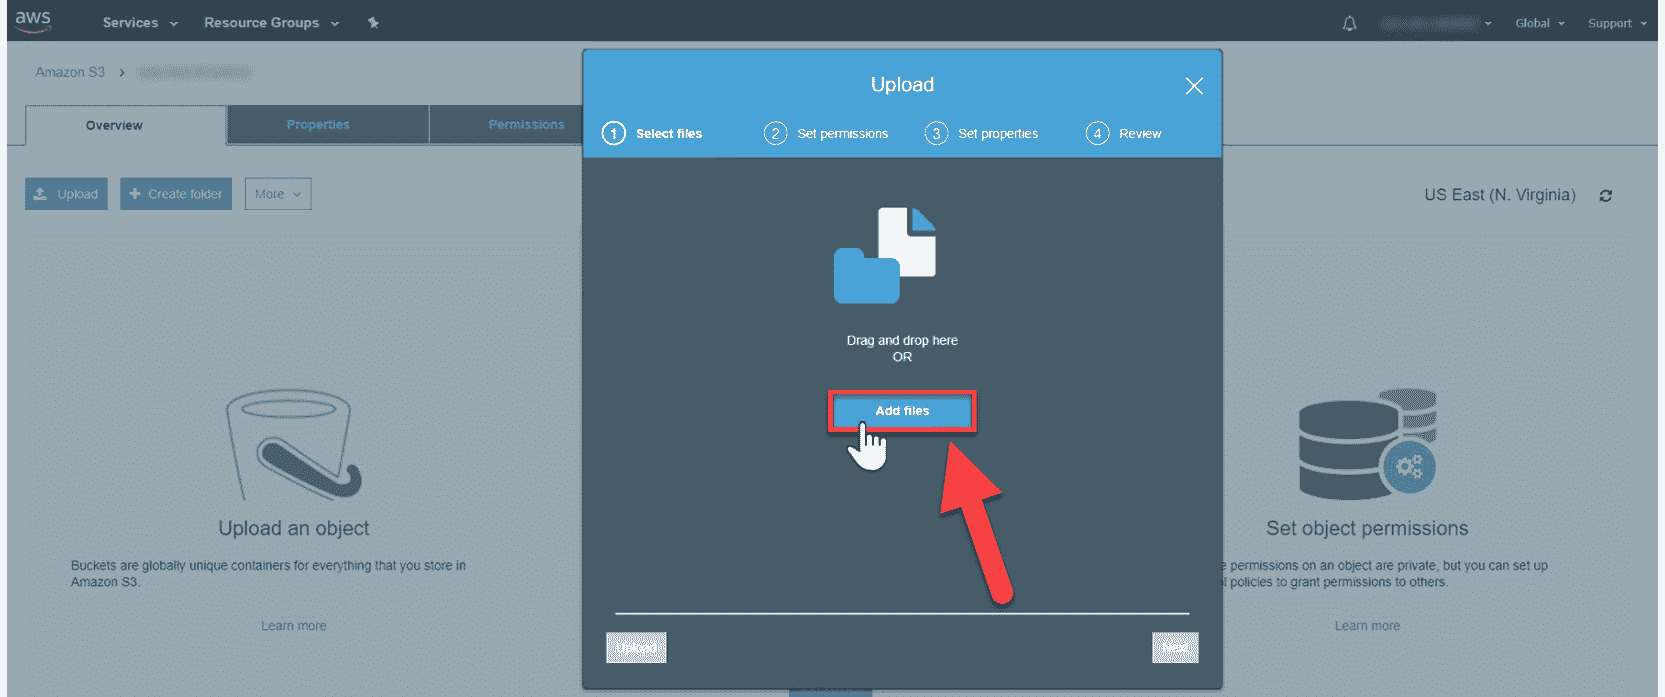 aws
Services
Resource Groups
Global
Support
Amazon S3
Overview
Properties
Permissions
Upload
Create folder
More
US East (N. Virginia)
Upload an object
Buckets are globally unique containers for everything that you store in
Amazon S3.
Learn more
Upload
1 Select files
2 Set permissions
3 Set properties
4 Review
Drag and drop here
OR
Add files
Upload
Next
Set object permissions
permissions on an object are private, but you can set up
policies to grant permissions to others.
Learn more